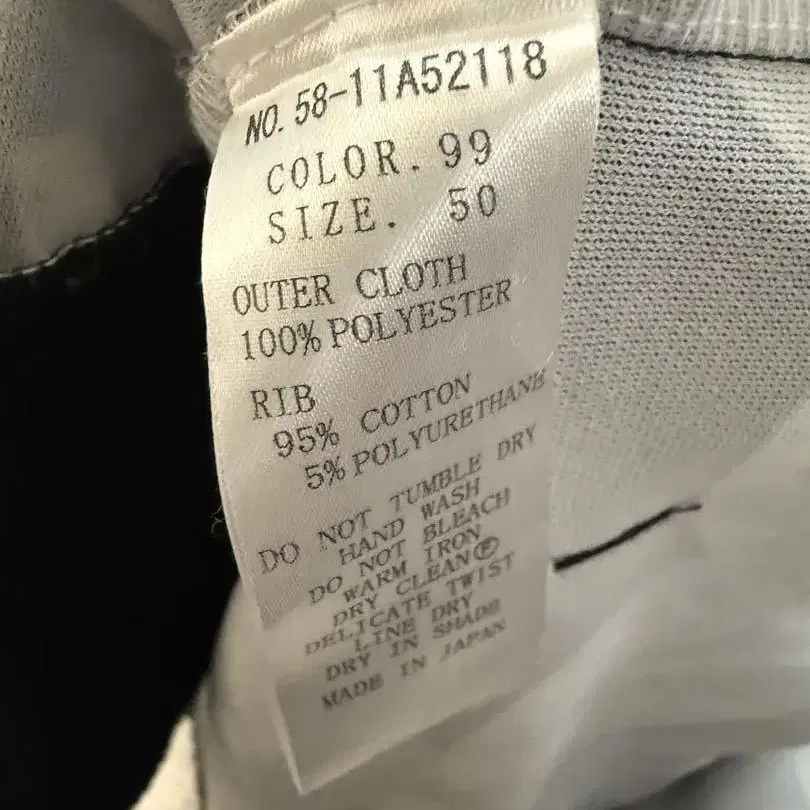 NO. 58-11A52118
COLOR. 99
SIZE. 50
OUTER CLOTH
100% POLYESTER
RIB
95% COTTON
5% POLYURETHANE
DO NOT TUMBLE DRY
HAND WASH
DO NOT BLEACH
WARM IRON
DRY CLEAN Ⓟ
DELICATE TWIST
LINE DRY
DRY IN SHADE
MADE IN JAPAN